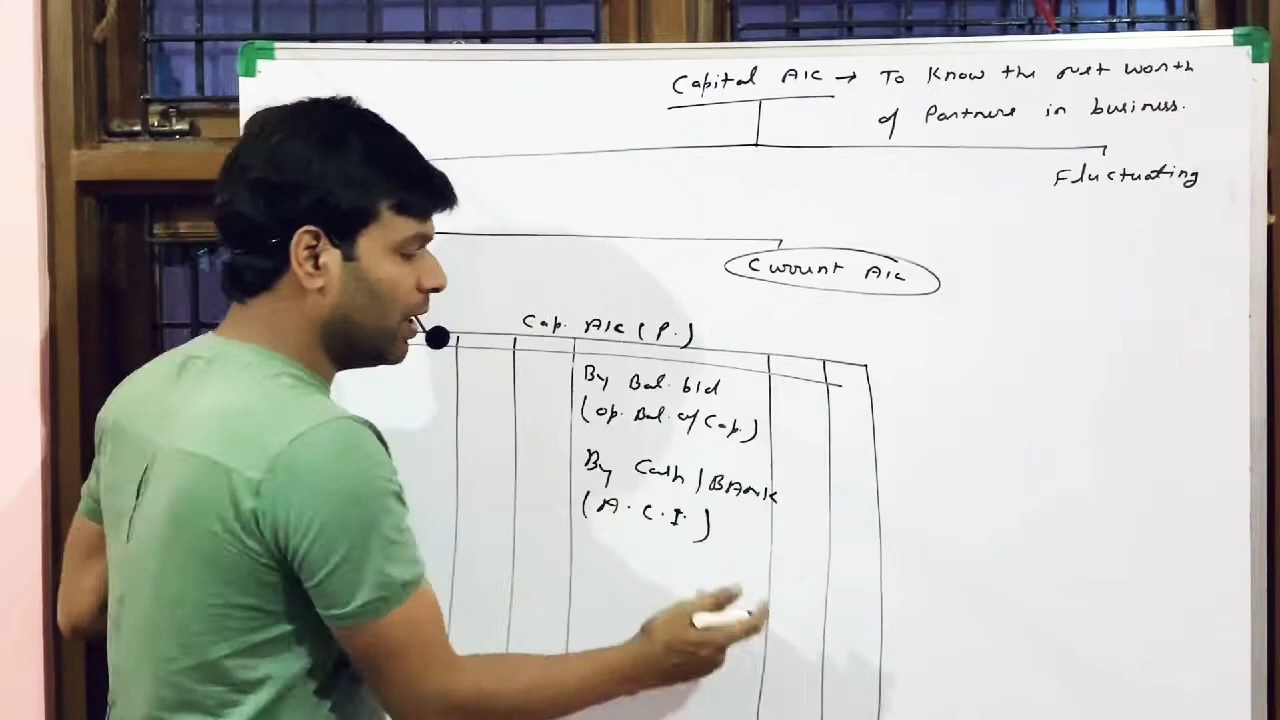 Capital A/c → To Know the net worth
of Partners in business.
Fluctuating
Current A/c
Cap. A/c (P.)
By Bal. b/d
(op. Bal. of Cap.)
By Cash / BANK
(A.C.I.)